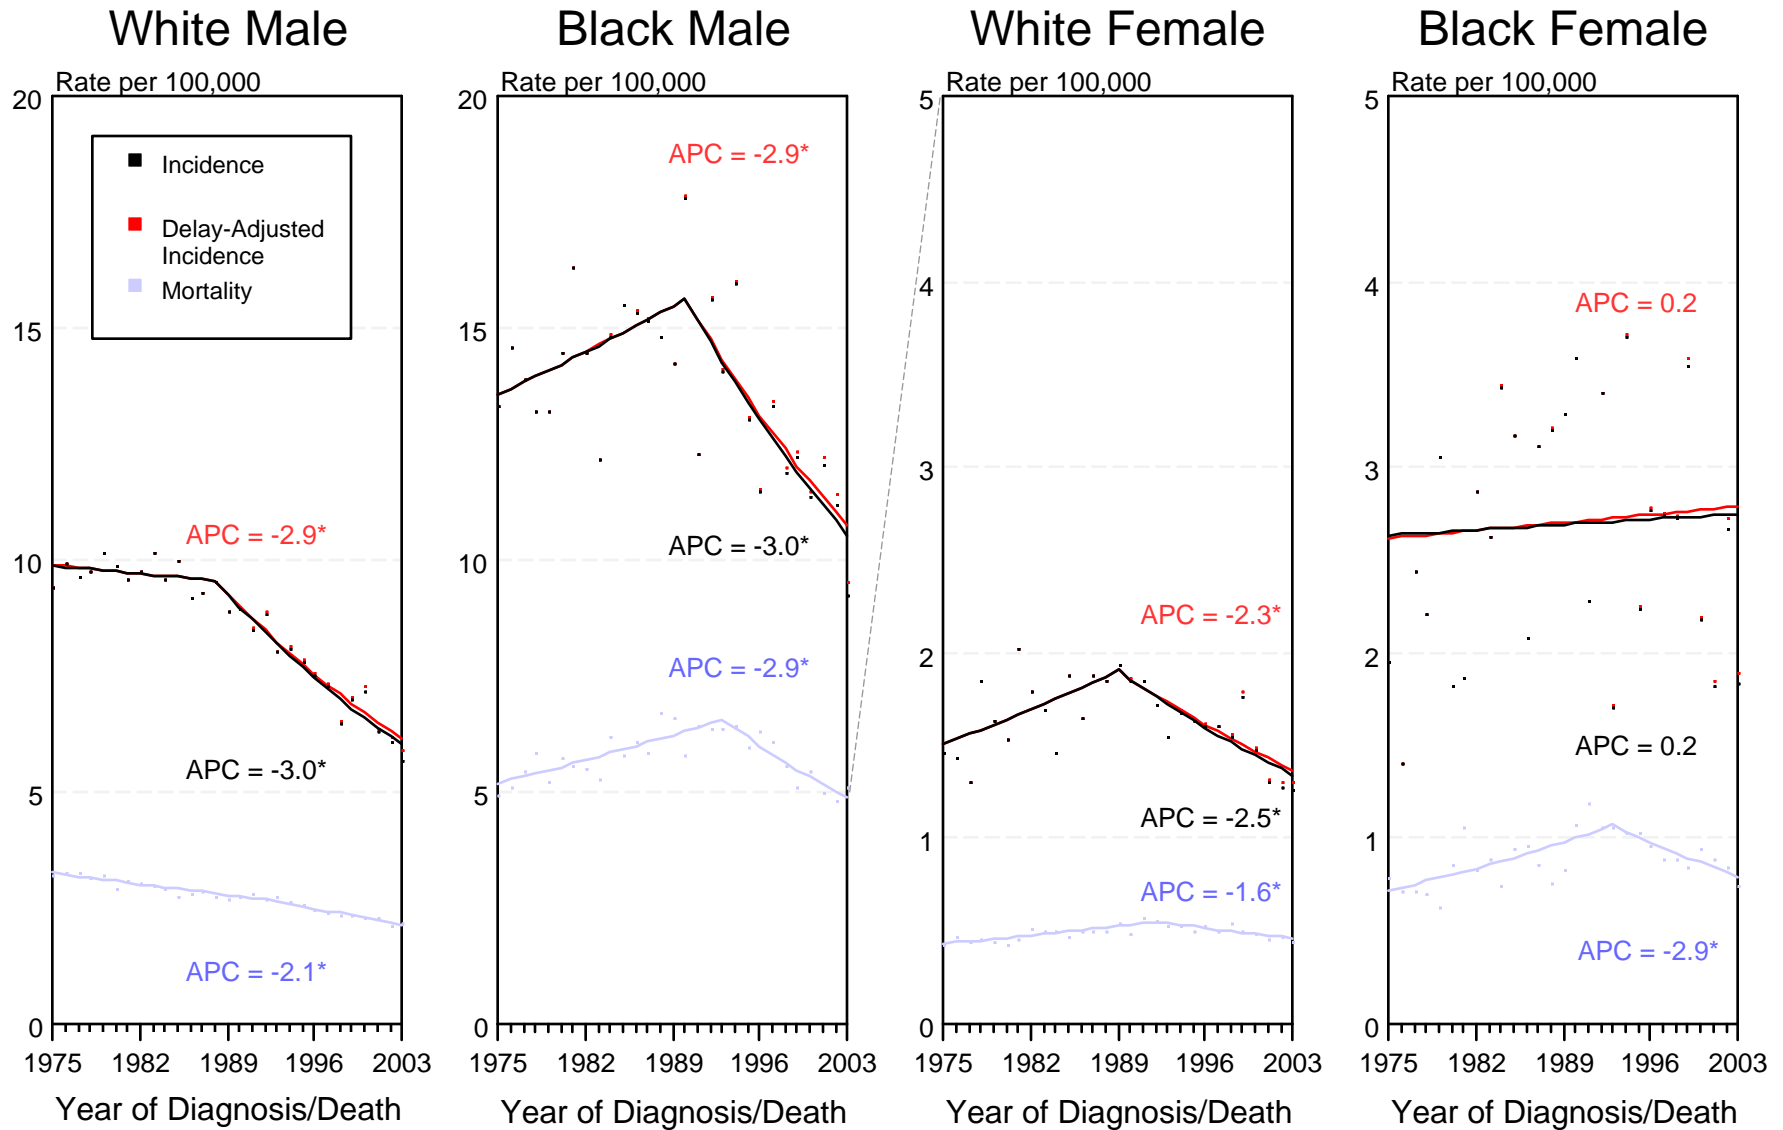 White Male
Black Male
White Female
Black Female
Rate per 100,000
20
15
10
5
0
Incidence
Delay-Adjusted
Incidence
Mortality
APC = -2.9*
APC = -3.0*
APC = -2.1*
1975
1982
1989
1996
2003
Year of Diagnosis/Death
Rate per 100,000
20
15
10
5
0
APC = -2.9*
APC = -3.0*
APC = -2.9*
1975
1982
1989
1996
2003
Year of Diagnosis/Death
Rate per 100,000
5
4
3
2
1
0
APC = -2.3*
APC = -2.5*
APC = -1.6*
1975
1982
1989
1996
2003
Year of Diagnosis/Death
Rate per 100,000
5
4
3
2
1
0
APC = 0.2
APC = 0.2
APC = -2.9*
1975
1982
1989
1996
2003
Year of Diagnosis/Death